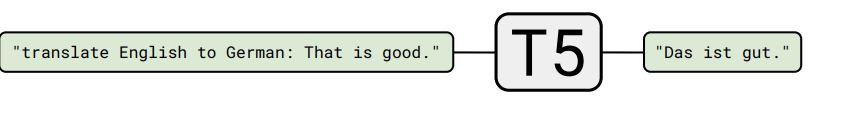 "translate English to German: That is good."
T5
"Das ist gut."